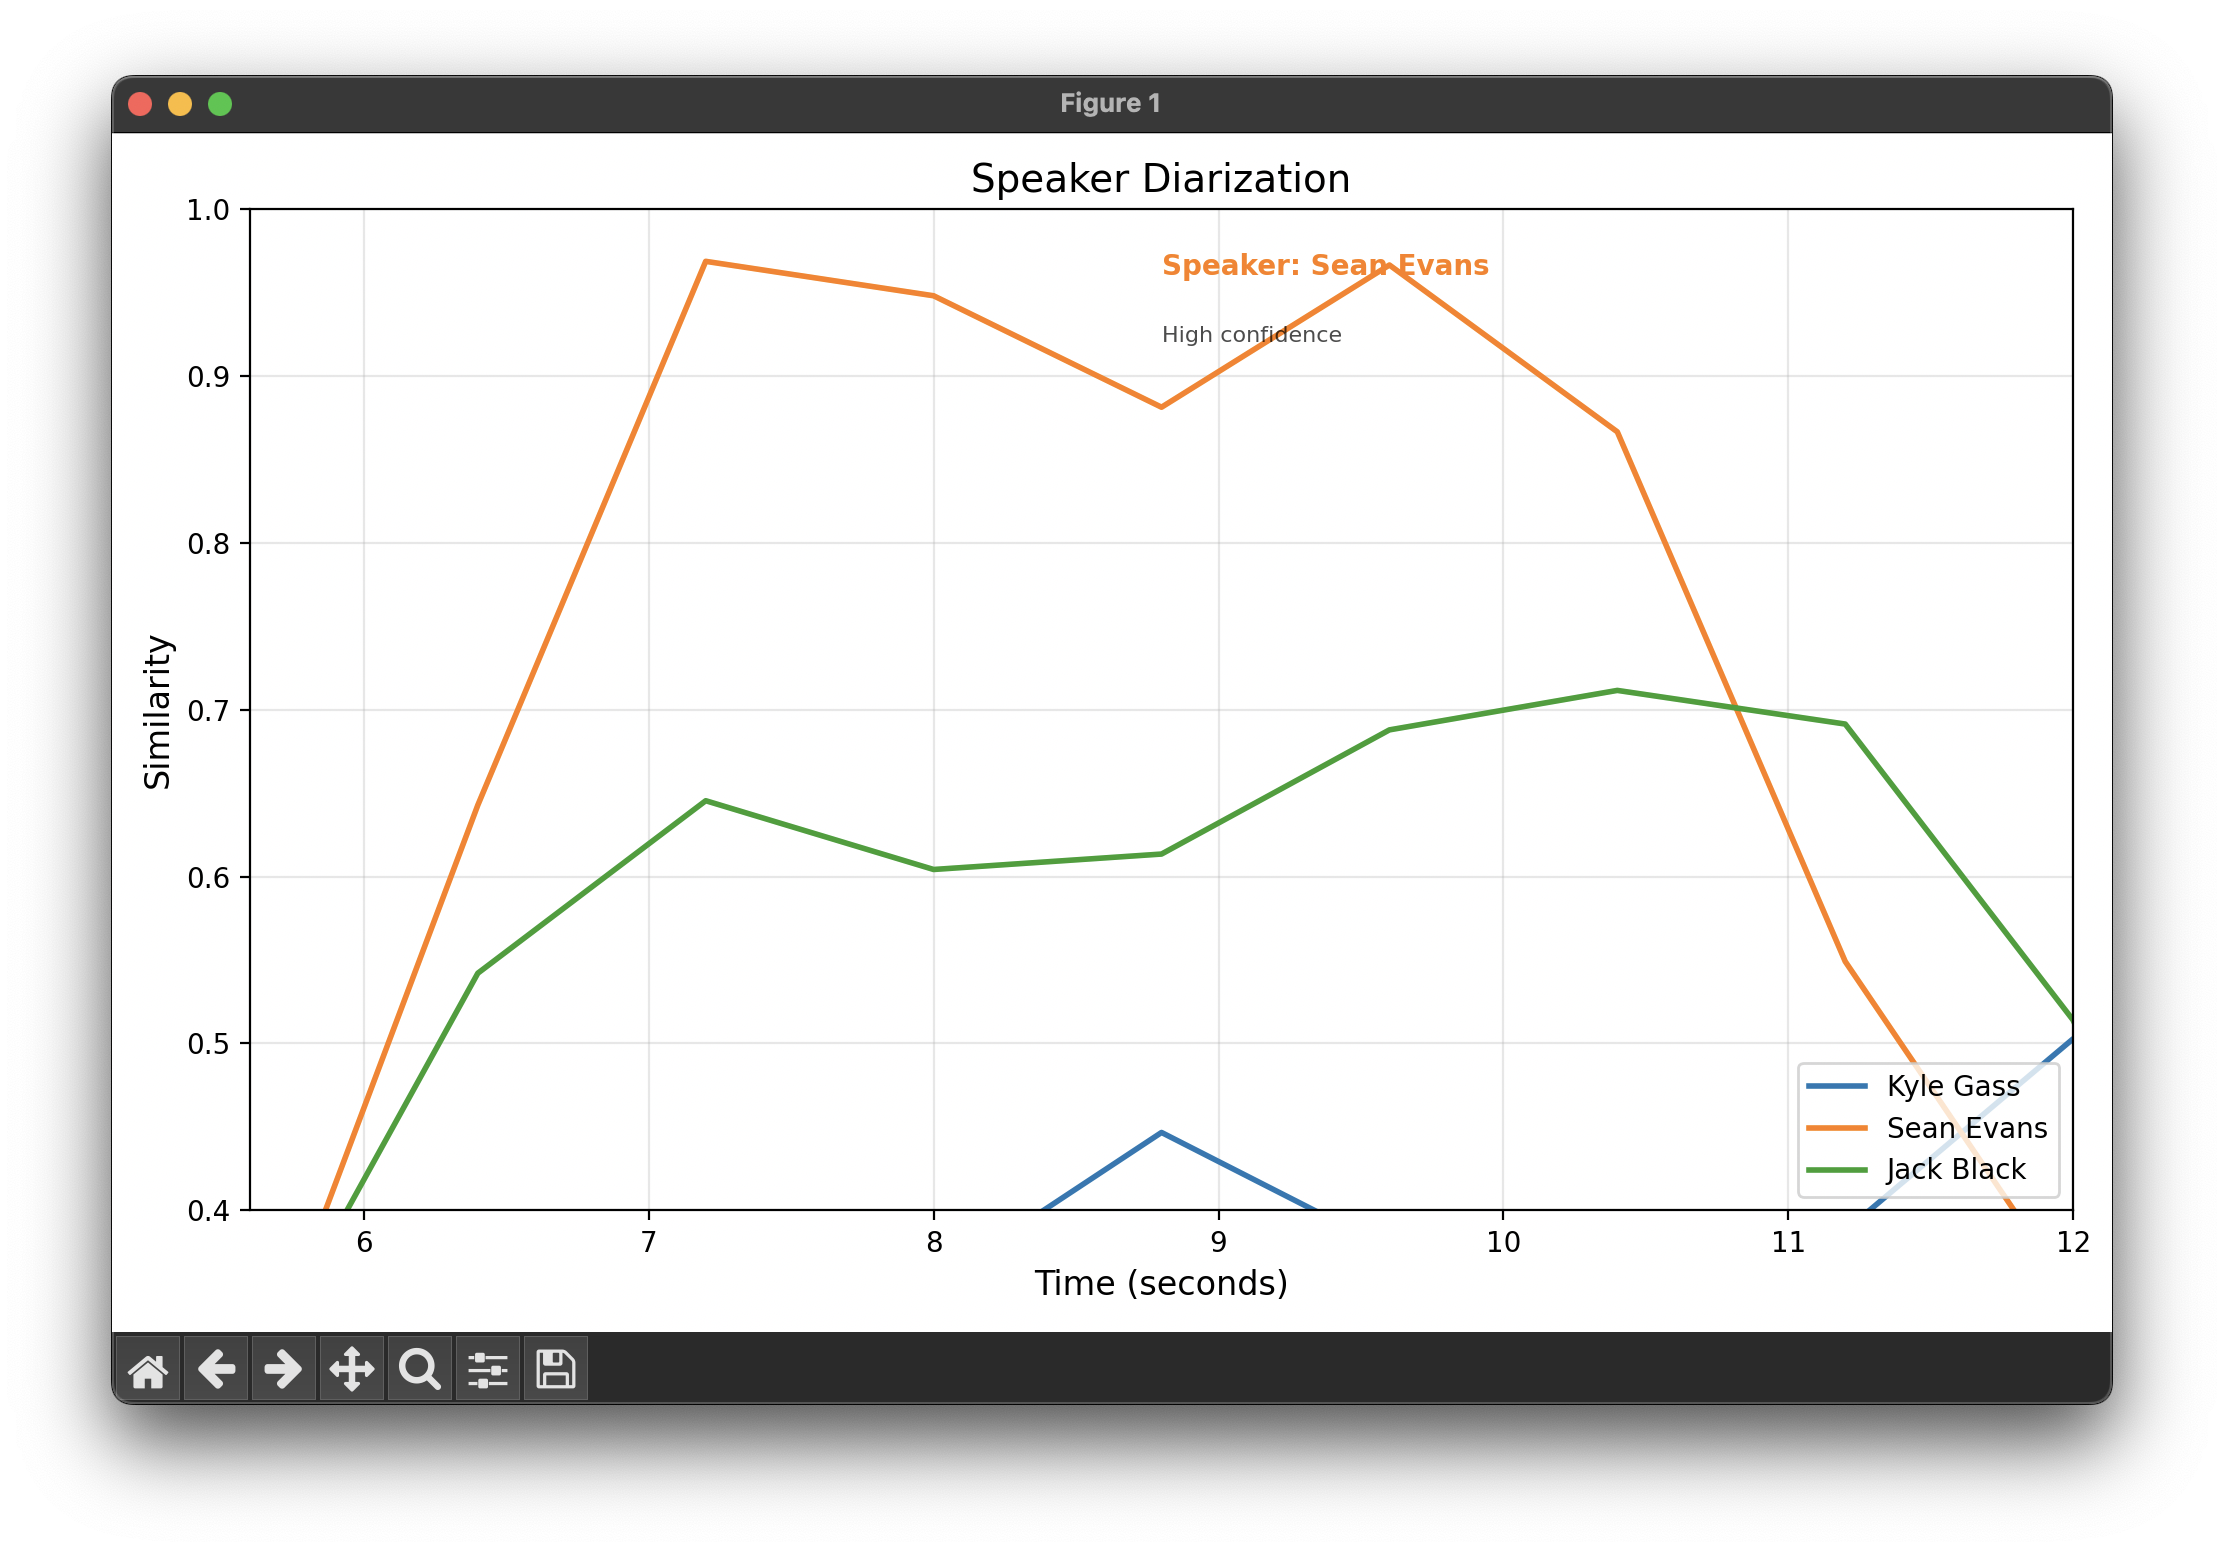 Figure 1
Speaker Diarization
1.0
0.9
0.8
0.7
0.6
0.5
0.4
Similarity
Speaker: Sean Evans
High confidence
Kyle Gass
Sean Evans
Jack Black
6 7 8 9 10 11 12
Time (seconds)